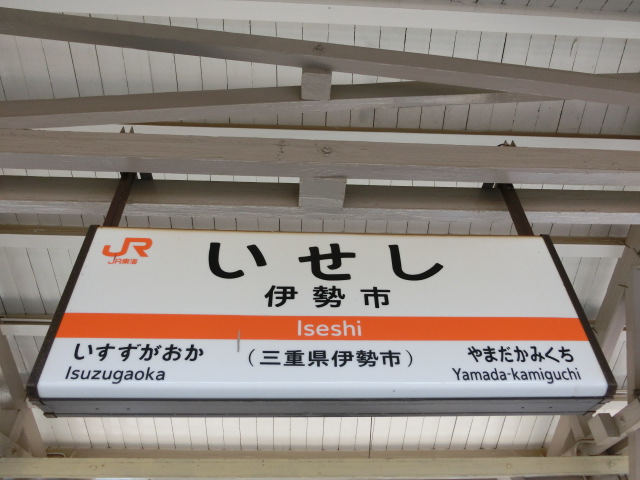 JR
JR東海
いせし
伊勢市
Iseshi
いすずがおか
Isuzugaoka
（三重県伊勢市）
やまだかみぐち
Yamada-kamiguchi